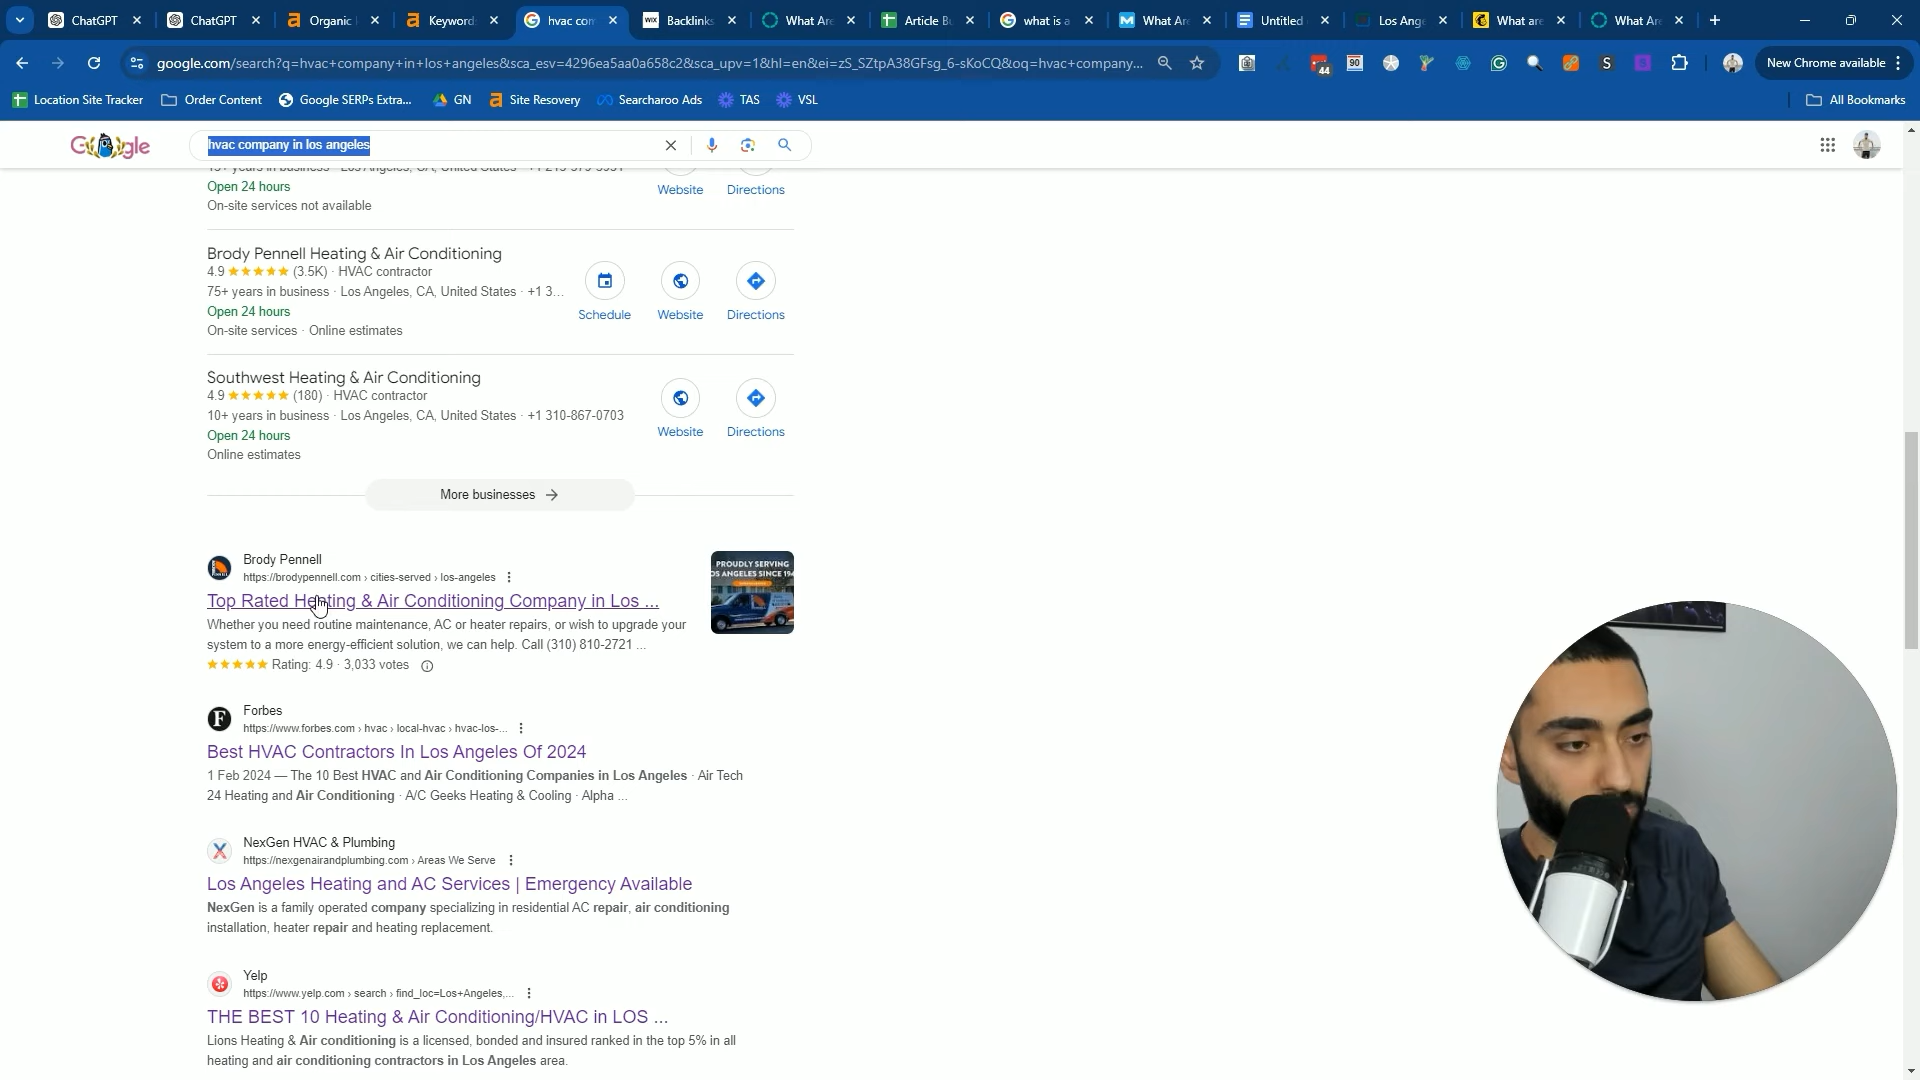 ChatGPT
ChatGPT
Organic
Keywords
hvac com
Backlinks
What Are
Article Bu
what is a
What Are
Untitled
Los Ang
What are
What Ar
google.com/search?q=hvac+company+in+los+angeles&sca_esv=4296ea5aa0a658c2&sca_upv=1&hl=en&ei=zS_SZtpA38GFsg_6-sKoCQ&oq=hvac+company...
44
90
S
New Chrome available
Location Site Tracker
Order Content
Google SERPs Extra...
GN
Site Recovery
Searcharoo Ads
TAS
VSL
All Bookmarks
hvac company in los angeles
Open 24 hours
On-site services not available
Website
Directions
Brody Pennell Heating & Air Conditioning
4.9 (3.5K) · HVAC contractor
75+ years in business · Los Angeles, CA, United States · +1 3...
Open 24 hours
On-site services · Online estimates
Schedule
Website
Directions
Southwest Heating & Air Conditioning
4.9 (180) · HVAC contractor
10+ years in business · Los Angeles, CA, United States · +1 310-867-0703
Open 24 hours
Online estimates
Website
Directions
More businesses
Brody Pennell
https://brodypennell.com › cities-served › los-angeles
Top Rated Heating & Air Conditioning Company in Los ...
Whether you need routine maintenance, AC or heater repairs, or wish to upgrade your
system to a more energy-efficient solution, we can help. Call (310) 810-2721 ...
Rating: 4.9 · 3,033 votes
PROUDLY SERVING
OS ANGELES SINCE 194
Forbes
https://www.forbes.com › hvac › local-hvac › hvac-los-...
Best HVAC Contractors In Los Angeles Of 2024
1 Feb 2024 — The 10 Best HVAC and Air Conditioning Companies in Los Angeles · Air Tech
24 Heating and Air Conditioning · A/C Geeks Heating & Cooling · Alpha ...
NexGen HVAC & Plumbing
https://nexgenairandplumbing.com › Areas We Serve
Los Angeles Heating and AC Services | Emergency Available
NexGen is a family operated company specializing in residential AC repair, air conditioning
installation, heater repair and heating replacement.
Yelp
https://www.yelp.com › search › find_loc=Los+Angeles,...
THE BEST 10 Heating & Air Conditioning/HVAC in LOS ...
Lions Heating & Air conditioning is a licensed, bonded and insured ranked in the top 5% in all
heating and air conditioning contractors in Los Angeles area.